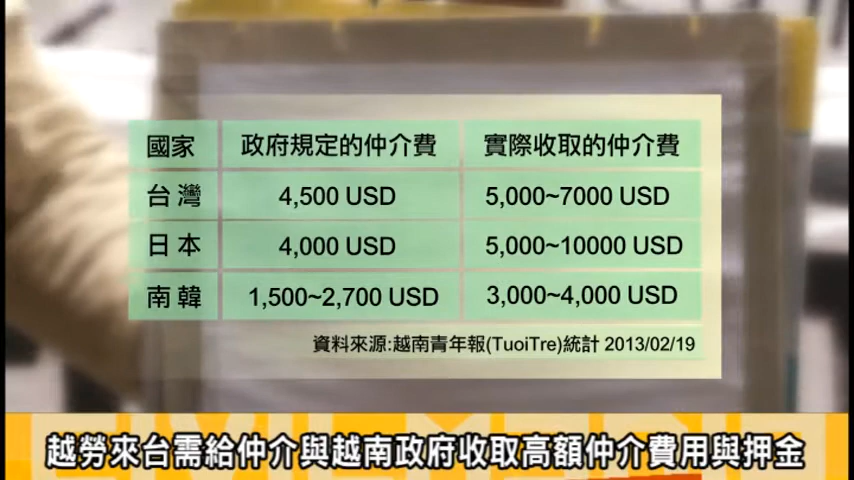 國家 政府規定的仲介費 實際收取的仲介費
台灣 4,500 USD 5,000~7000 USD
日本 4,000 USD 5,000~10000 USD
南韓 1,500~2,700 USD 3,000~4,000 USD
資料來源:越南青年報(TuoiTre)統計 2013/02/19
越勞來台需給仲介與越南政府收取高額仲介費用與押金